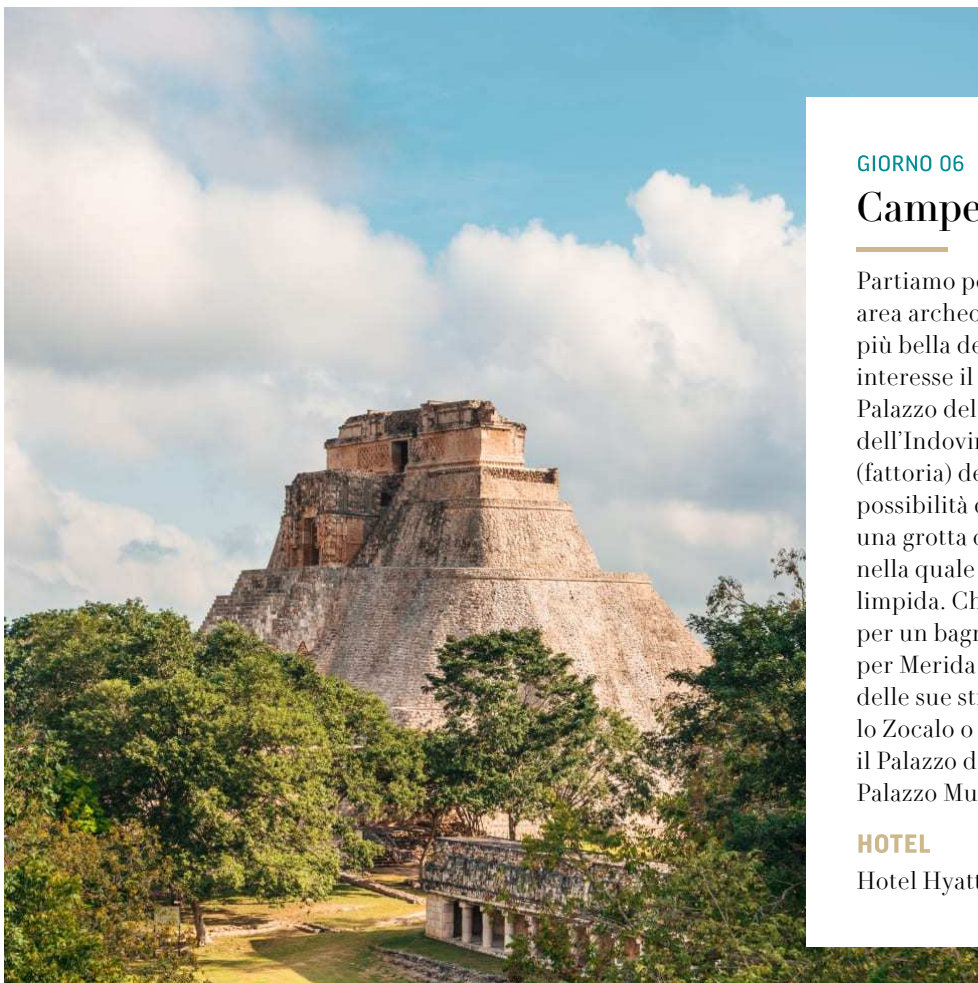 GIORNO 06
Campe
Partiamo p
area archeo
più bella de
interesse il
Palazzo del
dell’Indovi
(fattoria) de
possibilità
una grotta
nella quale
limpida. Ch
per un bag
per Merida
delle sue st
lo Zocalo o
il Palazzo d
Palazzo Mu
HOTEL
Hotel Hyatt